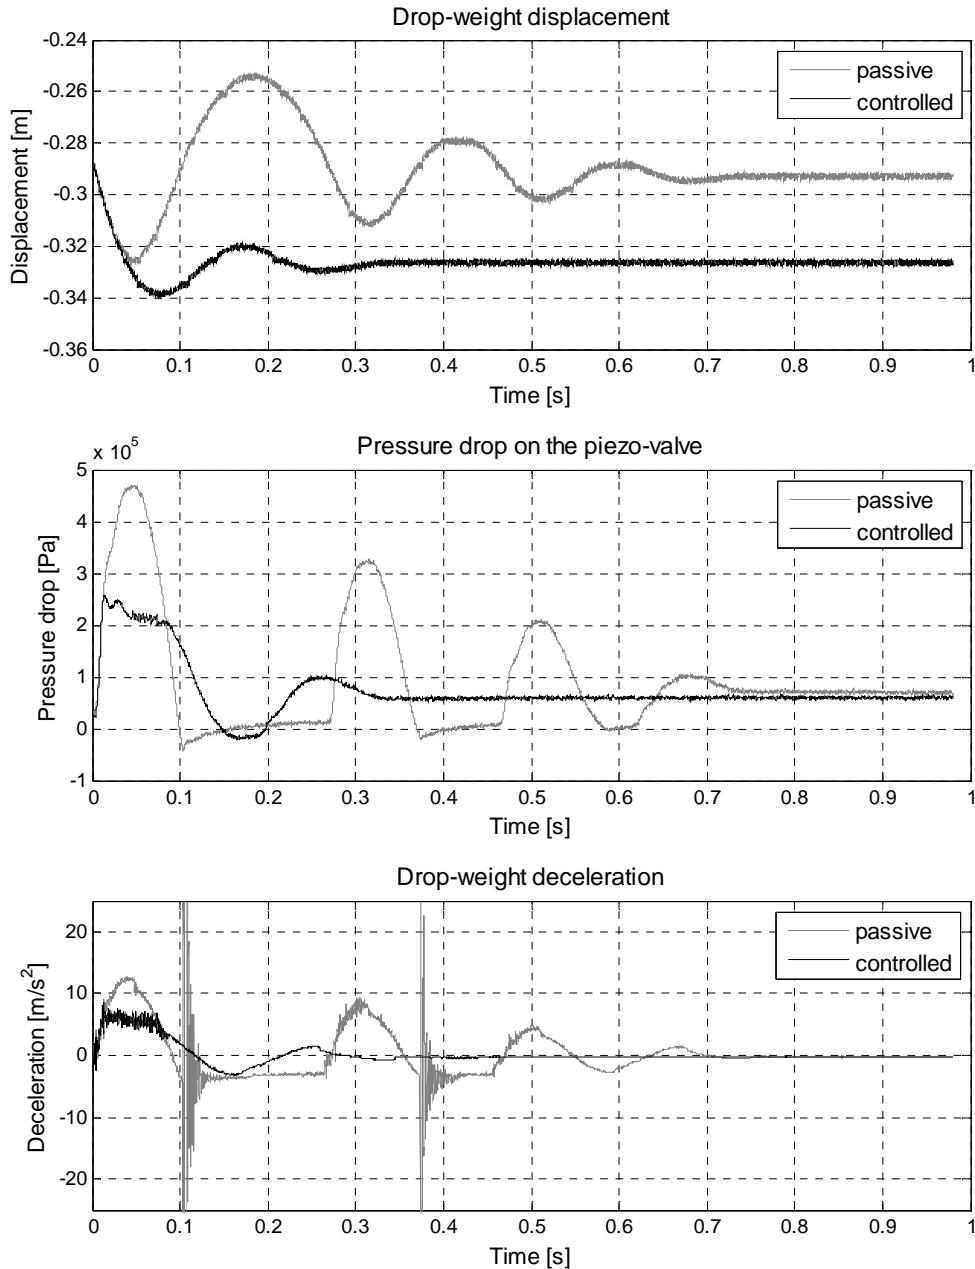 Drop-weight displacement
-0.24
-0.26
-0.28
-0.3
-0.32
-0.34
-0.36
Displacement [m]
passive
controlled
0 0.1 0.2 0.3 0.4 0.5 0.6 0.7 0.8 0.9 1
Time [s]
Pressure drop on the piezo-valve
x 10^5
5
4
3
2
1
0
-1
Pressure drop [Pa]
passive
controlled
0 0.1 0.2 0.3 0.4 0.5 0.6 0.7 0.8 0.9 1
Time [s]
Drop-weight deceleration
20
10
0
-10
-20
Deceleration [m/s^2]
passive
controlled
0 0.1 0.2 0.3 0.4 0.5 0.6 0.7 0.8 0.9 1
Time [s]